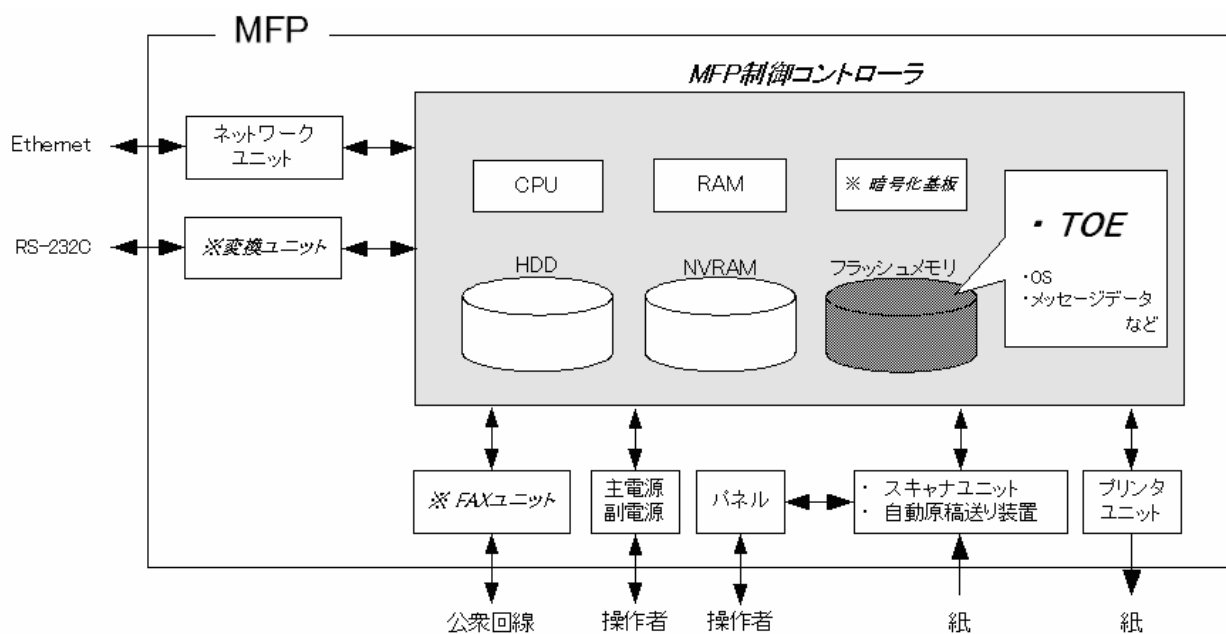 MFP
MFP制御コントローラ
Ethernet
ネットワーク
ユニット
CPU
RAM
※ 暗号化基板
・ TOE
・OS
・メッセージデータ
など
RS-232C
※変換ユニット
HDD
NVRAM
フラッシュメモリ
※ FAXユニット
主電源
副電源
パネル
・ スキャナユニット
・ 自動原稿送り装置
プリンタ
ユニット
公衆回線
操作者
操作者
紙
紙